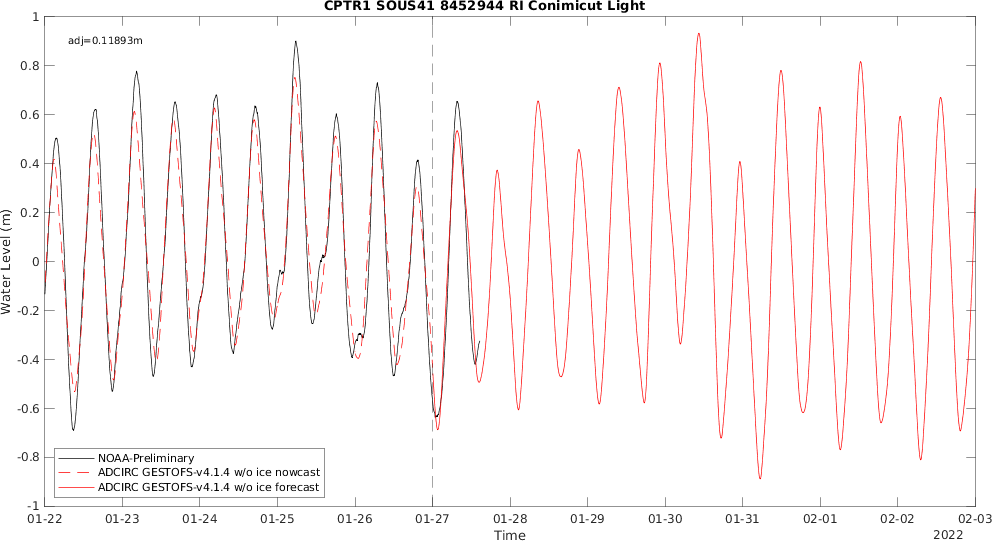 CPTR1 SOUS41 8452944 RI Conimicut Light
adj=0.11893m
1
0.8
0.6
0.4
0.2
0
-0.2
-0.4
-0.6
-0.8
-1
Water Level (m)
NOAA-Preliminary
ADCIRC GESTOFS-v4.1.4 w/o ice nowcast
ADCIRC GESTOFS-v4.1.4 w/o ice forecast
01-22 01-23 01-24 01-25 01-26 01-27 01-28 01-29 01-30 01-31 02-01 02-02 02-03
Time
2022